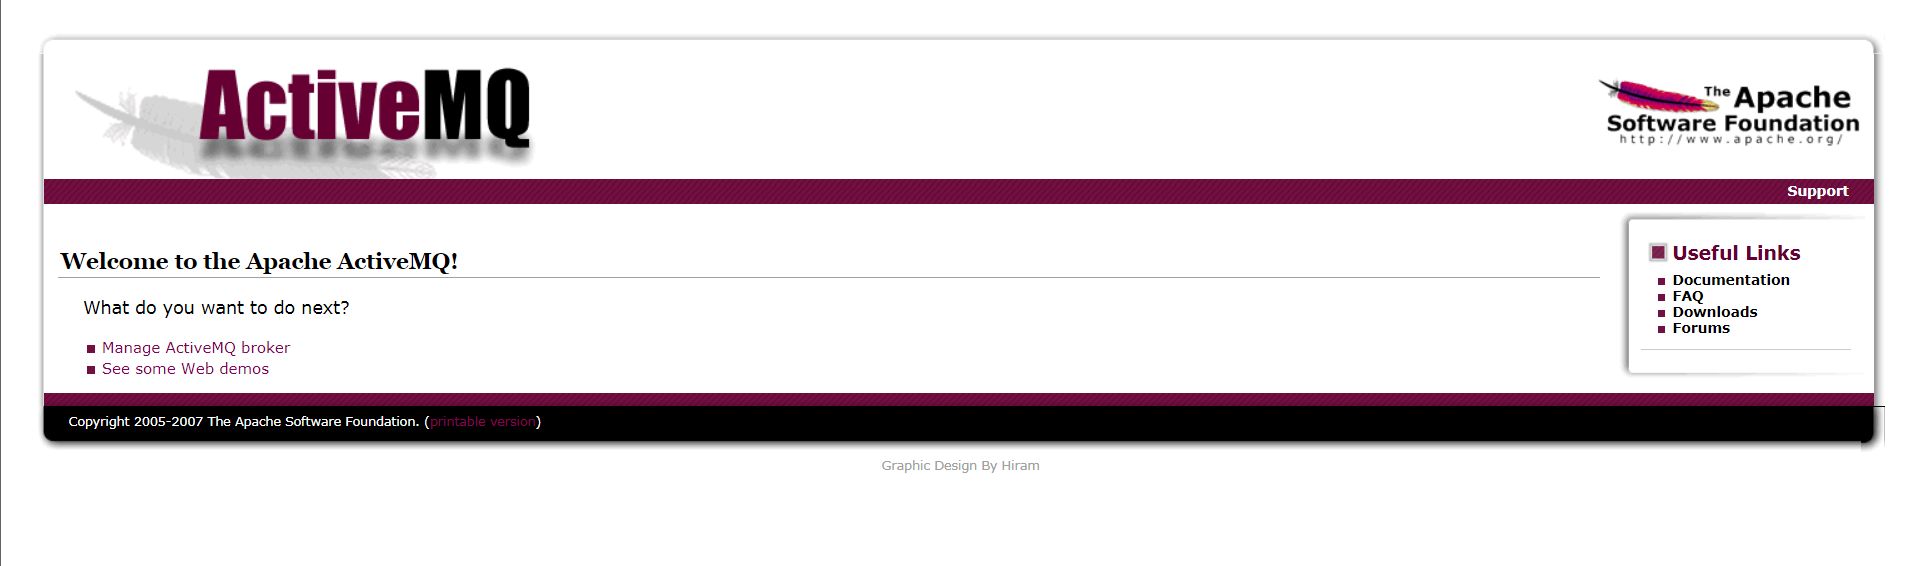 ActiveMQ
The Apache
Software Foundation
http://www.apache.org/
Support
Welcome to the Apache ActiveMQ!
What do you want to do next?
Manage ActiveMQ broker
See some Web demos
Useful Links
Documentation
FAQ
Downloads
Forums
Copyright 2005-2007 The Apache Software Foundation. (printable version)
Graphic Design By Hiram